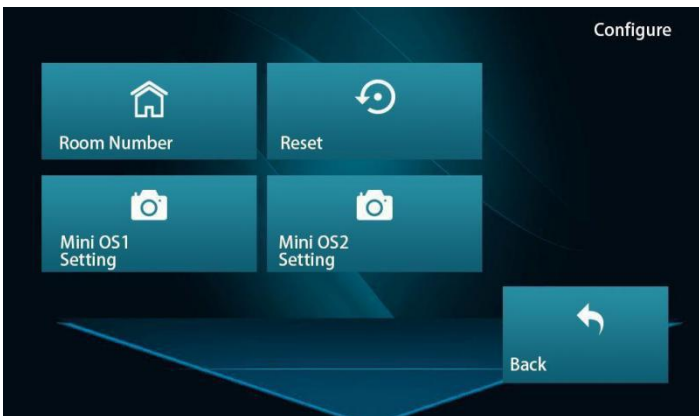 Configure
Room Number
Reset
Mini OS1
Setting
Mini OS2
Setting
Back